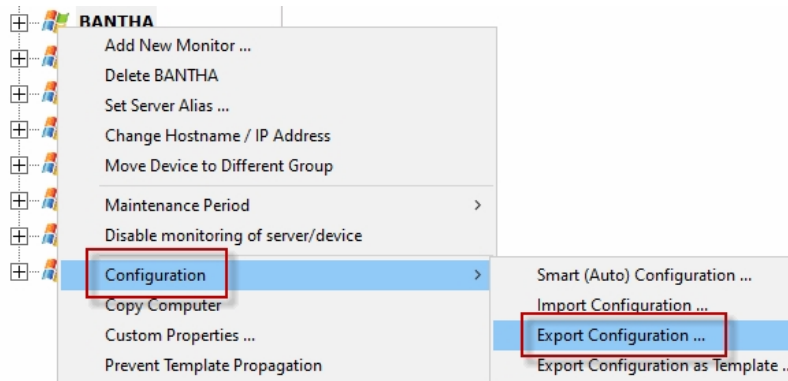 BANTHA
Add New Monitor ...
Delete BANTHA
Set Server Alias ...
Change Hostname / IP Address
Move Device to Different Group
Maintenance Period
Disable monitoring of server/device
Configuration
Copy Computer
Custom Properties ...
Prevent Template Propagation
Smart (Auto) Configuration ...
Import Configuration ...
Export Configuration ...
Export Configuration as Template ..